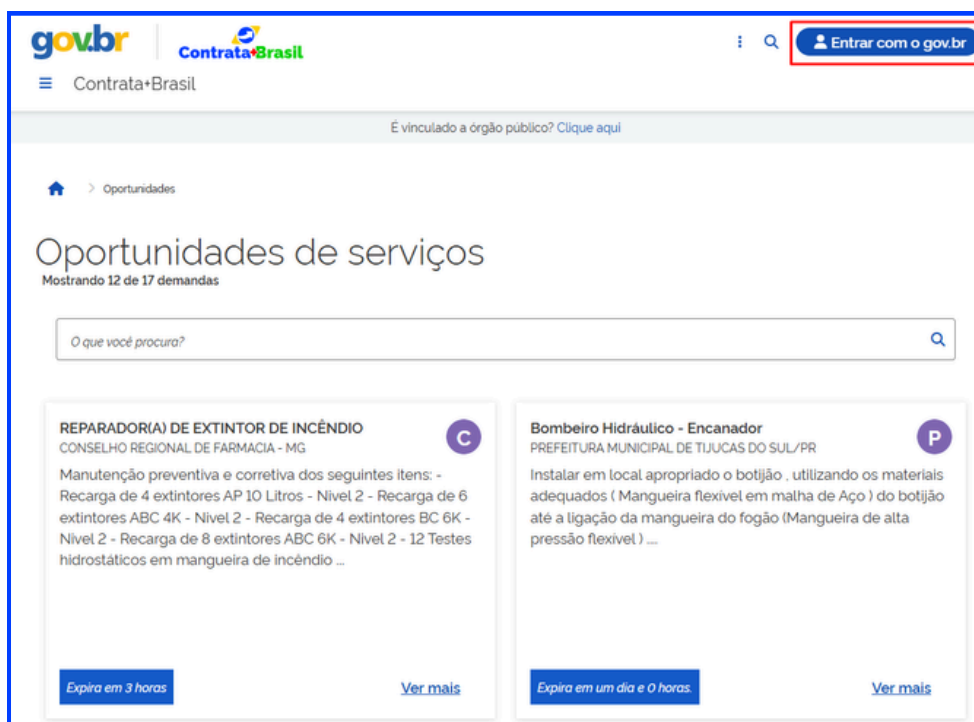 gov.br
Contrata+Brasil
Entrar com o gov.br
Contrata+Brasil
É vinculado a órgão público? Clique aqui
Oportunidades
Oportunidades de serviços
Mostrando 12 de 17 demandas
O que você procura?
REPARADOR(A) DE EXTINTOR DE INCÊNDIO
C
CONSELHO REGIONAL DE FARMACIA - MG
Manutenção preventiva e corretiva dos seguintes itens: -
Recarga de 4 extintores AP 10 Litros - Nivel 2 - Recarga de 6
extintores ABC 4K - Nivel 2 - Recarga de 4 extintores BC 6K -
Nivel 2 - Recarga de 8 extintores ABC 6K - Nivel 2 - 12 Testes
hidrostáticos em mangueira de incêndio ...
Expira em 3 horas
Ver mais
Bombeiro Hidráulico - Encanador
P
PREFEITURA MUNICIPAL DE TIJUCAS DO SUL/PR
Instalar em local apropriado o botijão , utilizando os materiais
adequados ( Mangueira flexível em malha de Aço ) do botijão
até a ligação da mangueira do fogão (Mangueira de alta
pressão flexível ) ....
Expira em um dia e 0 horas.
Ver mais